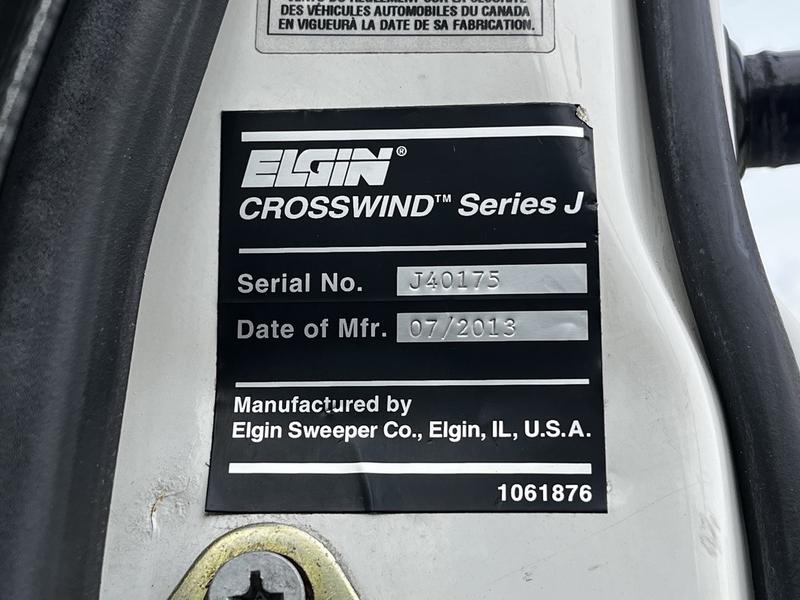 DES VÉHICULES AUTOMOBILES DU CANADA
EN VIGUEURÀ LA DATE DE SA FABRICATION.
ELGIN®
CROSSWIND™ Series J
Serial No. J40175
Date of Mfr. 07/2013
Manufactured by
Elgin Sweeper Co., Elgin, IL, U.S.A.
1061876